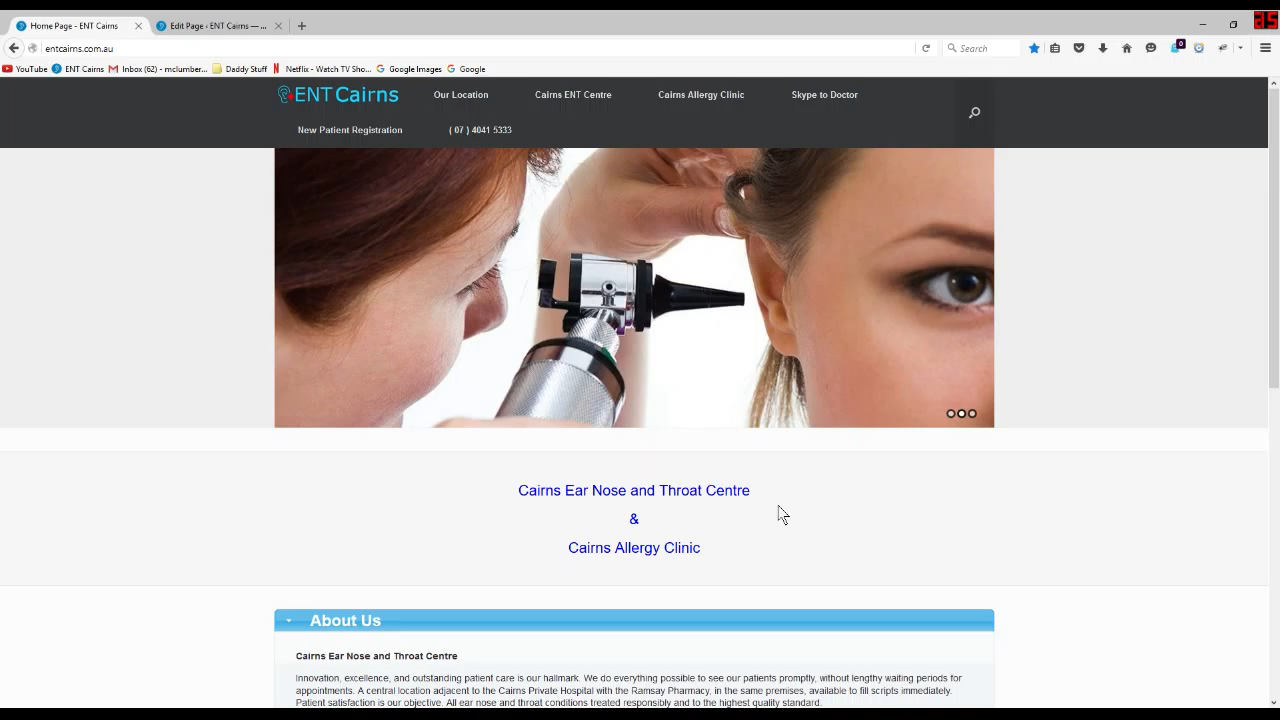 Home Page - ENT Cairns
Edit Page ‹ ENT Cairns — ...
entcairns.com.au
Search
0
YouTube
ENT Cairns
Inbox (62) - mclumber...
Daddy Stuff
Netflix - Watch TV Sho...
Google Images
Google
ENT Cairns
Our Location
Cairns ENT Centre
Cairns Allergy Clinic
Skype to Doctor
New Patient Registration
( 07 ) 4041 5333
Cairns Ear Nose and Throat Centre
&
Cairns Allergy Clinic
About Us
Cairns Ear Nose and Throat Centre
Innovation, excellence, and outstanding patient care is our hallmark. We do everything possible to see our patients promptly, without lengthy waiting periods for
appointments. A central location adjacent to the Cairns Private Hospital with the Ramsay Pharmacy, in the same premises, available to fill scripts immediately.
Patient satisfaction is our objective. All ear nose and throat conditions treated responsibly and to the highest quality standard.